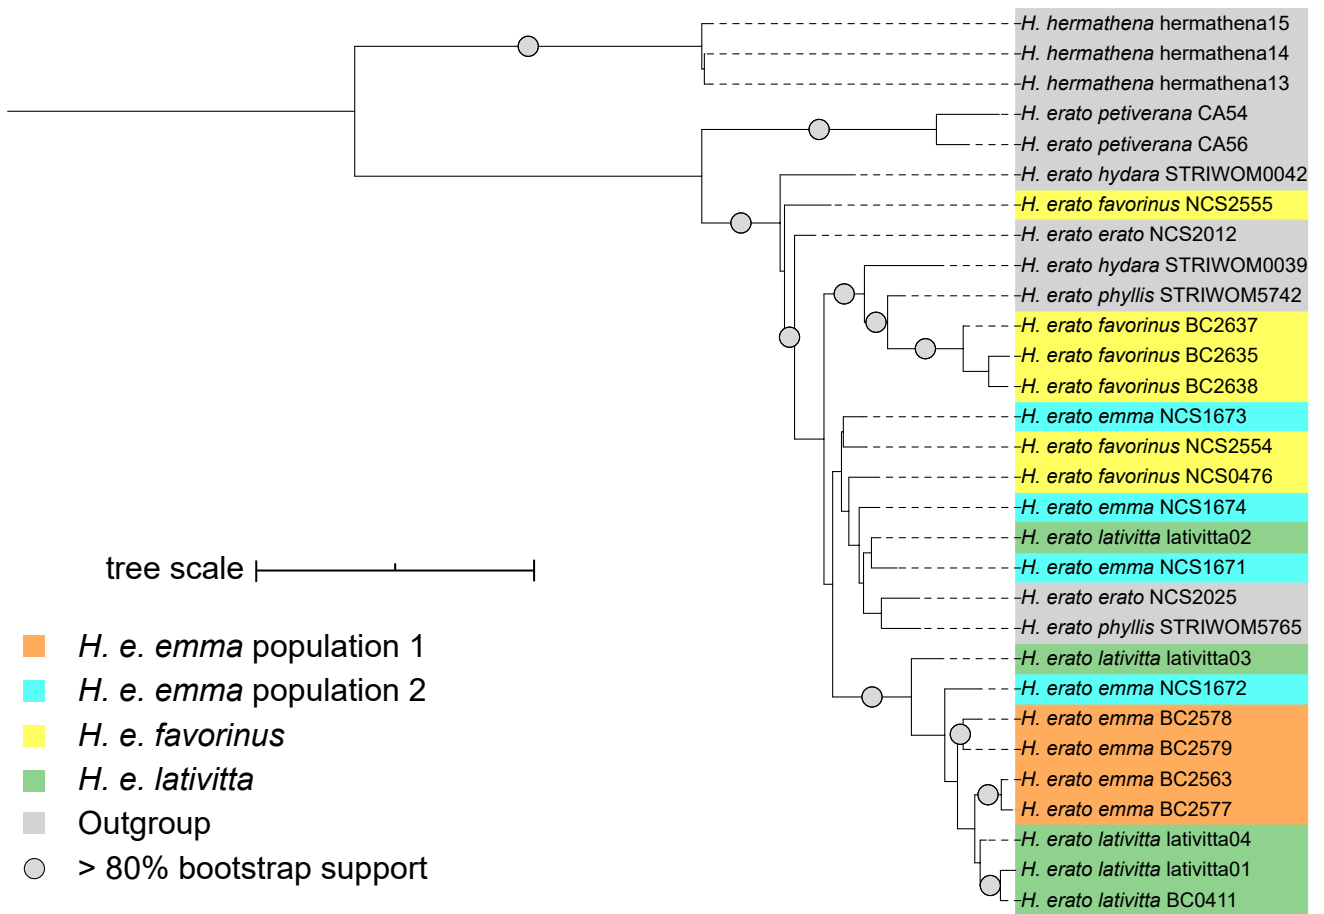 H. hermathena hermathena15
H. hermathena hermathena14
H. hermathena hermathena13
H. erato petiverana CA54
H. erato petiverana CA56
H. erato hydara STRIWOM0042
H. erato favorinus NCS2555
H. erato erato NCS2012
H. erato hydara STRIWOM0039
H. erato phyllis STRIWOM5742
H. erato favorinus BC2637
H. erato favorinus BC2635
H. erato favorinus BC2638
H. erato emma NCS1673
H. erato favorinus NCS2554
H. erato favorinus NCS0476
H. erato emma NCS1674
H. erato lativitta lativitta02
H. erato emma NCS1671
H. erato erato NCS2025
H. erato phyllis STRIWOM5765
H. erato lativitta lativitta03
H. erato emma NCS1672
H. erato emma BC2578
H. erato emma BC2579
H. erato emma BC2563
H. erato emma BC2577
H. erato lativitta lativitta04
H. erato lativitta lativitta01
H. erato lativitta BC0411
tree scale
H. e. emma population 1
H. e. emma population 2
H. e. favorinus
H. e. lativitta
Outgroup
> 80% bootstrap support